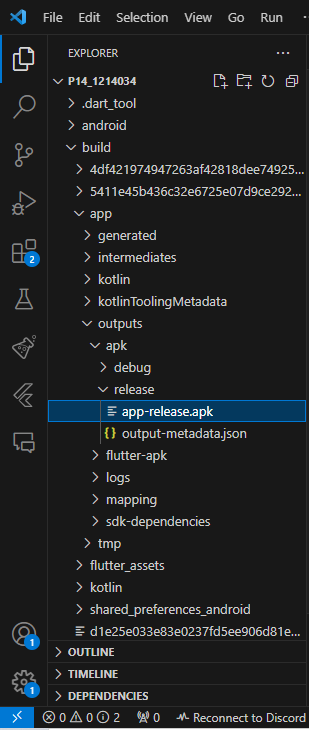 File Edit Selection View Go Run
EXPLORER
P14_1214034
.dart_tool
android
build
4df421974947263af42818dee74925...
5411e45b436c32e6725e07d9ce292...
app
generated
intermediates
kotlin
kotlinToolingMetadata
outputs
apk
debug
release
app-release.apk
output-metadata.json
flutter-apk
logs
mapping
sdk-dependencies
tmp
flutter_assets
kotlin
shared_preferences_android
d1e25e033e83e0237fd5ee906d81e...
OUTLINE
TIMELINE
DEPENDENCIES
2
1
1
0 0 2 0 Reconnect to Discord